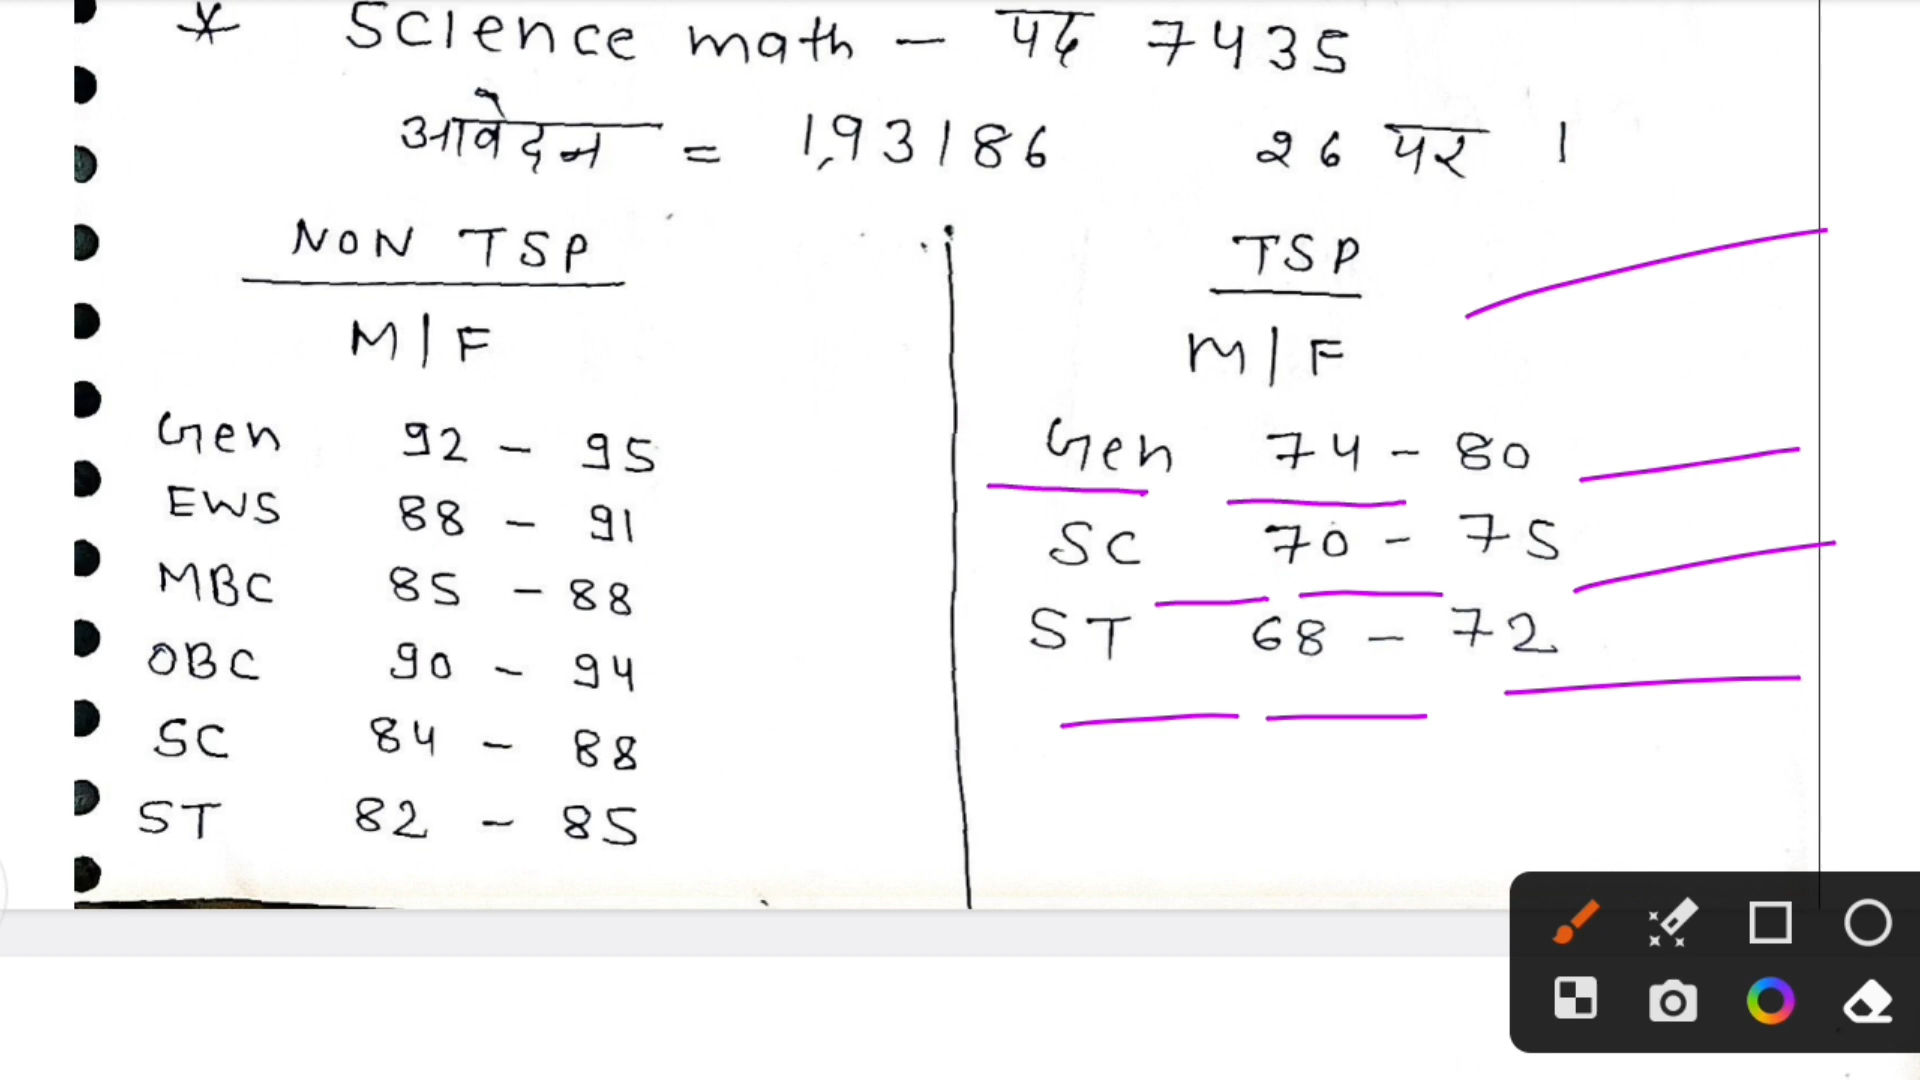 * Science math – पद 7435
आवेदन = 1,93186 26 पर 1
NON TSP
M|F
Gen 92 – 95
EWS 88 – 91
MBC 85 – 88
OBC 90 – 94
SC 84 – 88
ST 82 – 85
TSP
M|F
Gen 74 – 80
SC 70 – 75
ST 68 – 72